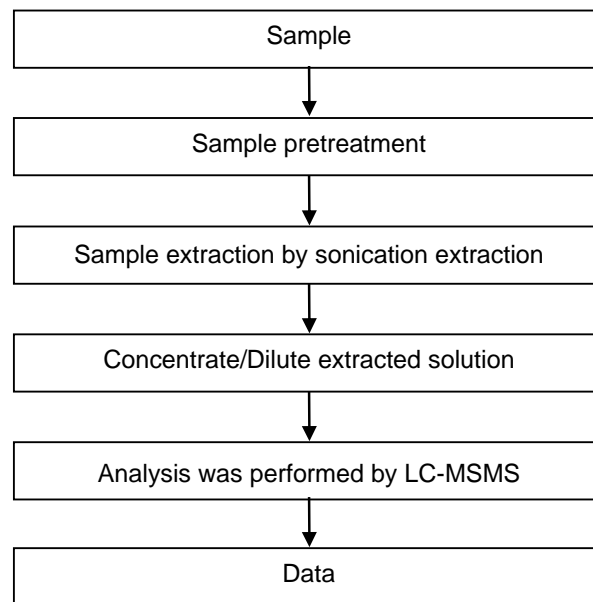 Sample
Sample pretreatment
Sample extraction by sonication extraction
Concentrate/Dilute extracted solution
Analysis was performed by LC-MSMS
Data